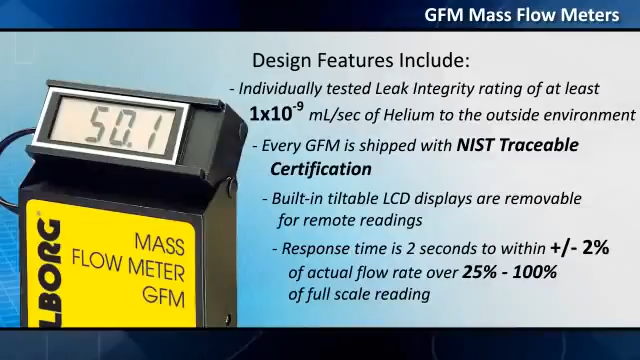 GFM Mass Flow Meters
Design Features Include:
- Individually tested Leak Integrity rating of at least
1x10⁻⁹ mL/sec of Helium to the outside environment
- Every GFM is shipped with NIST Traceable
Certification
- Built-in tiltable LCD displays are removable
for remote readings
- Response time is 2 seconds to within +/- 2%
of actual flow rate over 25% - 100%
of full scale reading
50.1
LBORG
MASS
FLOW METER
GFM